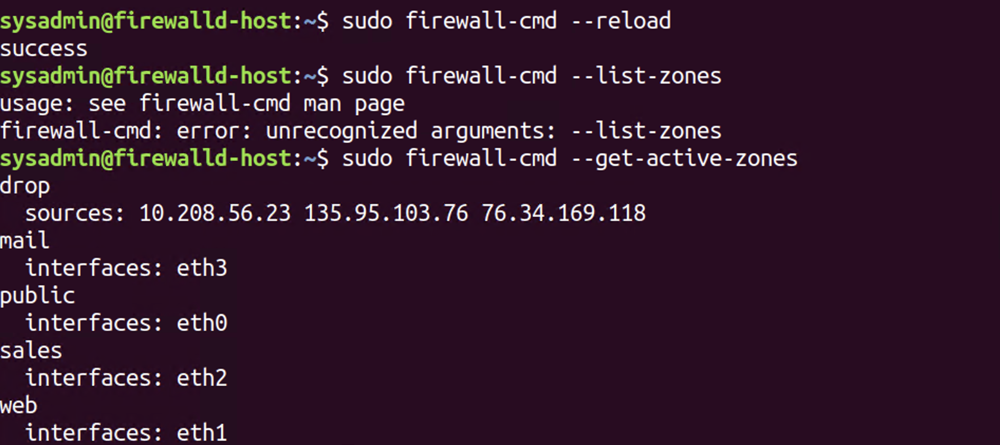 sysadmin@firewalld-host:~$ sudo firewall-cmd --reload
success
sysadmin@firewalld-host:~$ sudo firewall-cmd --list-zones
usage: see firewall-cmd man page
firewall-cmd: error: unrecognized arguments: --list-zones
sysadmin@firewalld-host:~$ sudo firewall-cmd --get-active-zones
drop
  sources: 10.208.56.23 135.95.103.76 76.34.169.118
mail
  interfaces: eth3
public
  interfaces: eth0
sales
  interfaces: eth2
web
  interfaces: eth1